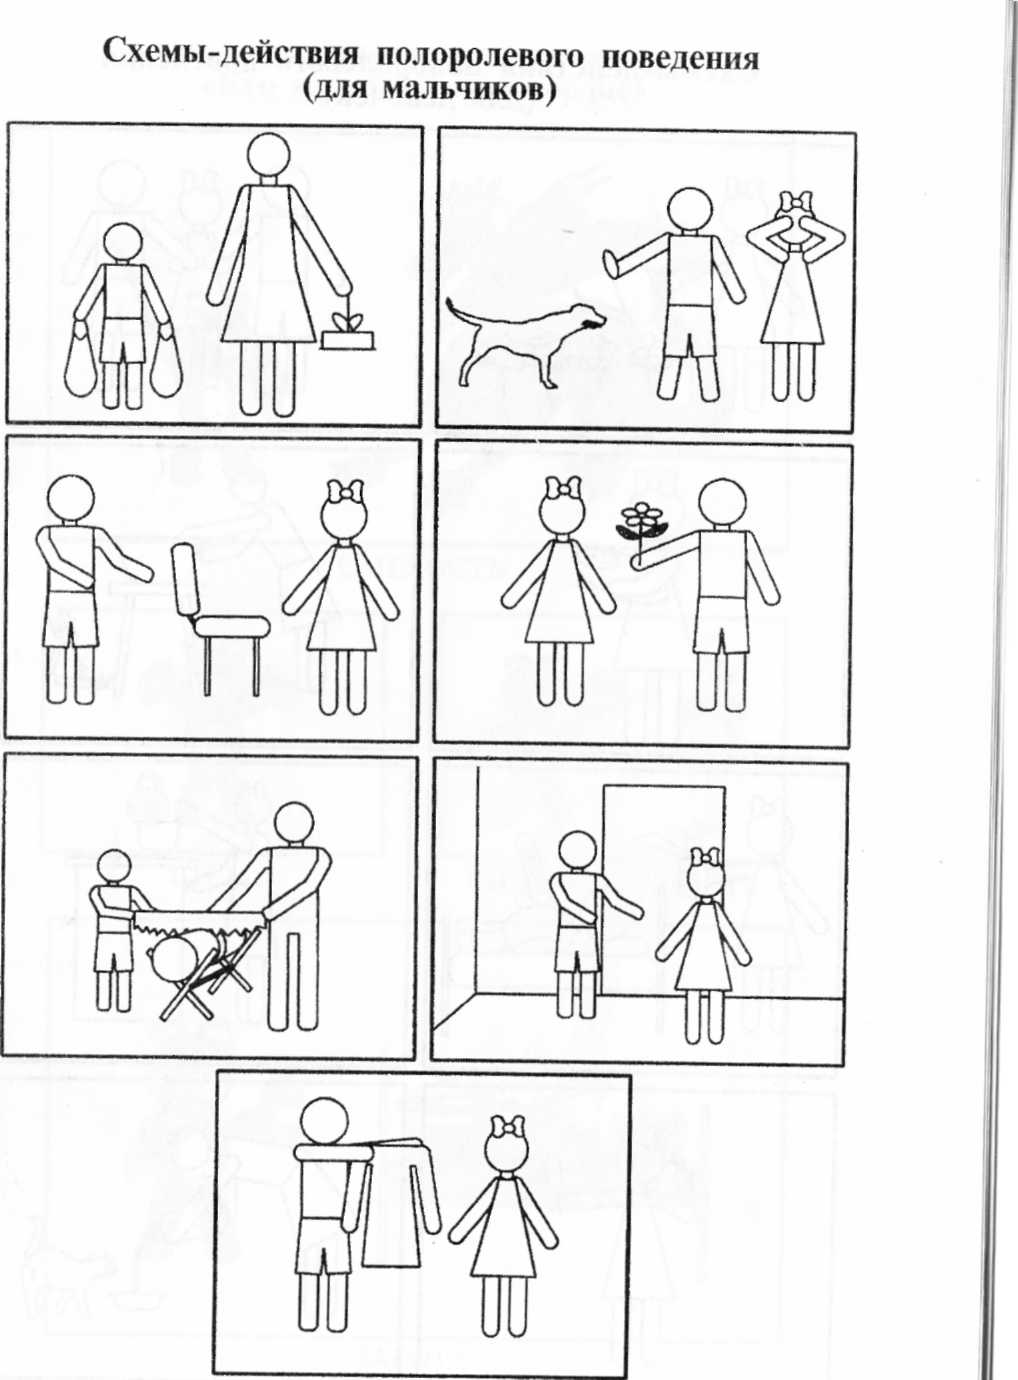 Схемы-действия полоролевого поведения
(для мальчиков)